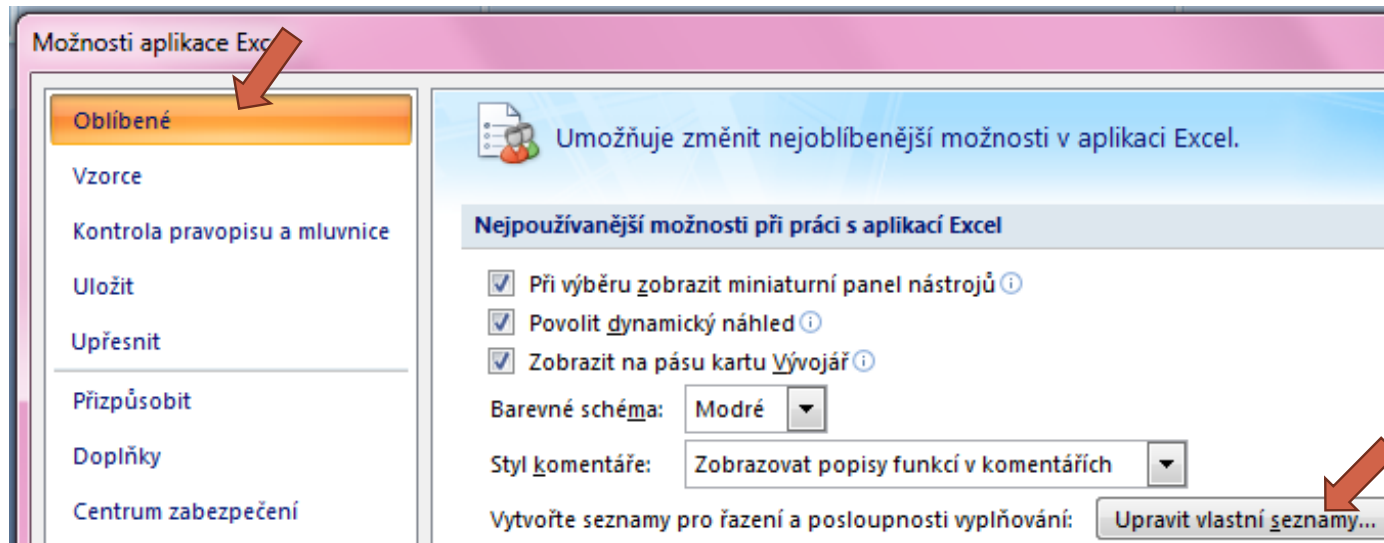 Možnosti aplikace Exc
Oblíbené
Vzorce
Kontrola pravopisu a mluvnice
Uložit
Upřesnit
Přizpůsobit
Doplňky
Centrum zabezpečení
Umožňuje změnit nejoblíbenější možnosti v aplikaci Excel.
Nejpoužívanější možnosti při práci s aplikací Excel
Při výběru zobrazit miniaturní panel nástrojů
Povolit dynamický náhled
Zobrazit na pásu kartu Vývojář
Barevné schéma: Modré
Styl komentáře: Zobrazovat popisy funkcí v komentářích
Vytvořte seznamy pro řazení a posloupnosti vyplňování: Upravit vlastní seznamy...